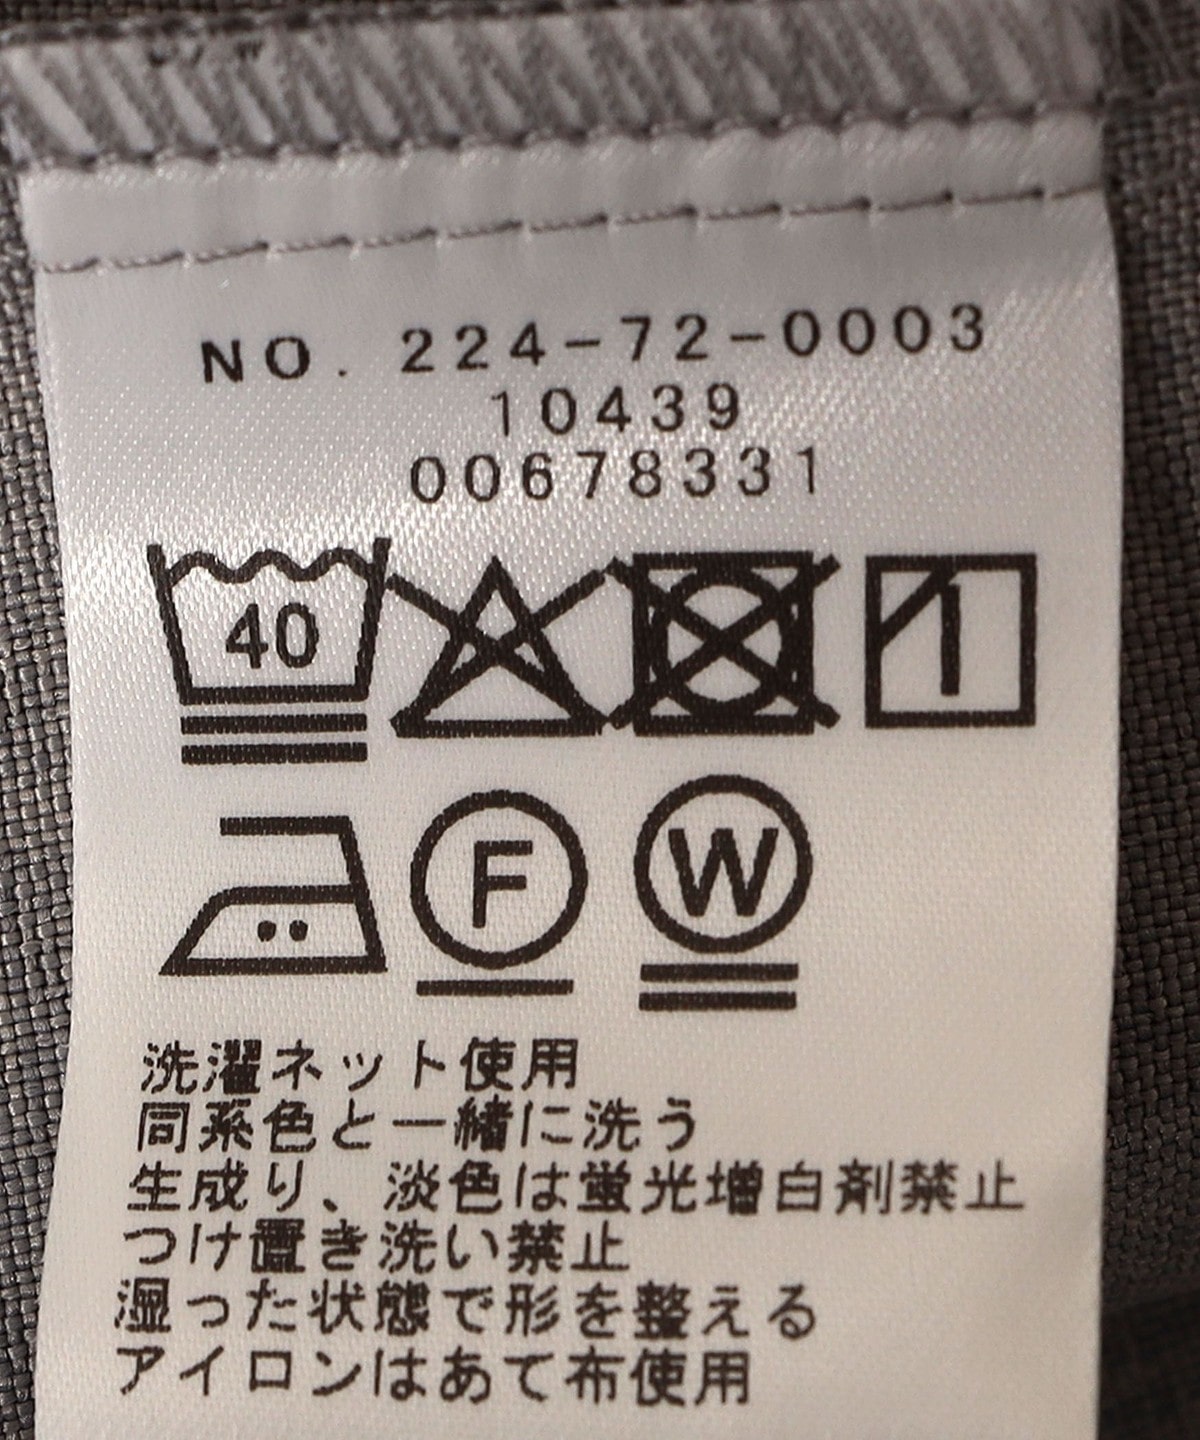 NO. 224-72-0003
10439
00678331
40
F W
洗濯ネット使用
同系色と一緒に洗う
生成り、淡色は蛍光増白剤禁止
つけ置き洗い禁止
湿った状態で形を整える
アイロンはあて布使用